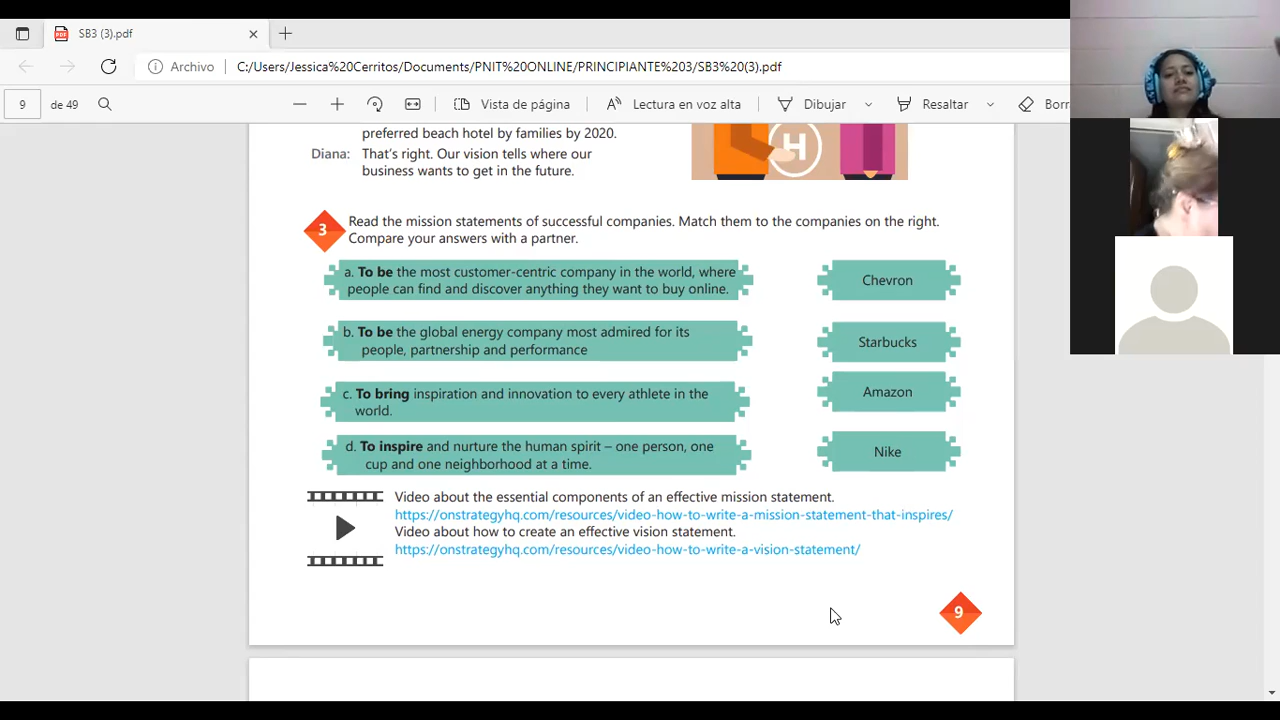 SB3 (3).pdf
Archivo
C:/Users/Jessica%20Cerritos/Documents/PNIT%20ONLINE/PRINCIPIANTE%203/SB3%20(3).pdf
9 de 49
Vista de página
Lectura en voz alta
Dibujar
Resaltar
Borr
preferred beach hotel by families by 2020.
Diana: That's right. Our vision tells where our
business wants to get in the future.
H
3
Read the mission statements of successful companies. Match them to the companies on the right.
Compare your answers with a partner.
a. To be the most customer-centric company in the world, where
people can find and discover anything they want to buy online.
Chevron
b. To be the global energy company most admired for its
people, partnership and performance
Starbucks
c. To bring inspiration and innovation to every athlete in the
world.
Amazon
d. To inspire and nurture the human spirit – one person, one
cup and one neighborhood at a time.
Nike
Video about the essential components of an effective mission statement.
https://onstrategyhq.com/resources/video-how-to-write-a-mission-statement-that-inspires/
Video about how to create an effective vision statement.
https://onstrategyhq.com/resources/video-how-to-write-a-vision-statement/
9